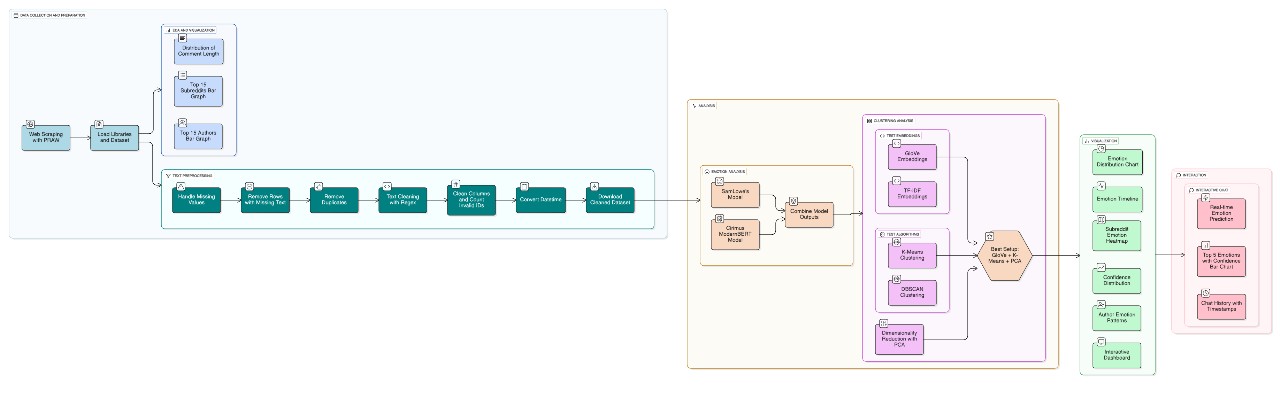 DATA COLLECTION AND PREPARATION
EDA AND VISUALIZATION
Distribution of
Comment Length
Top 15
Subreddits Bar
Graph
Top 15 Authors
Bar Graph
Web Scraping
with PRAW
Load Libraries
and Dataset
TEXT PREPROCESSING
Handle Missing
Values
Remove Rows
with Missing Text
Remove
Duplicates
Text Cleaning
with Regex
Clean Columns
and Count
Invalid IDs
Convert Datetime
Download
Cleaned Dataset
ANALYSIS
EMOTION ANALYSIS
SamLowe's
Model
Cirimus
ModernBERT
Model
Combine Model
Outputs
CLUSTERING ANALYSIS
TEXT EMBEDDINGS
GloVe
Embeddings
TF-IDF
Embeddings
TEST ALGORITHMS
K-Means
Clustering
DBSCAN
Clustering
Dimensionality
Reduction with
PCA
Best Setup:
GloVe + K-
Means + PCA
VISUALIZATION
Emotion
Distribution Chart
Emotion Timeline
Subreddit
Emotion
Heatmap
Confidence
Distribution
Author Emotion
Patterns
Interactive
Dashboard
INTERACTION
INTERACTIVE CHAT
Real-time
Emotion
Prediction
Top 5 Emotions
with Confidence
Bar Chart
Chat History with
Timestamps